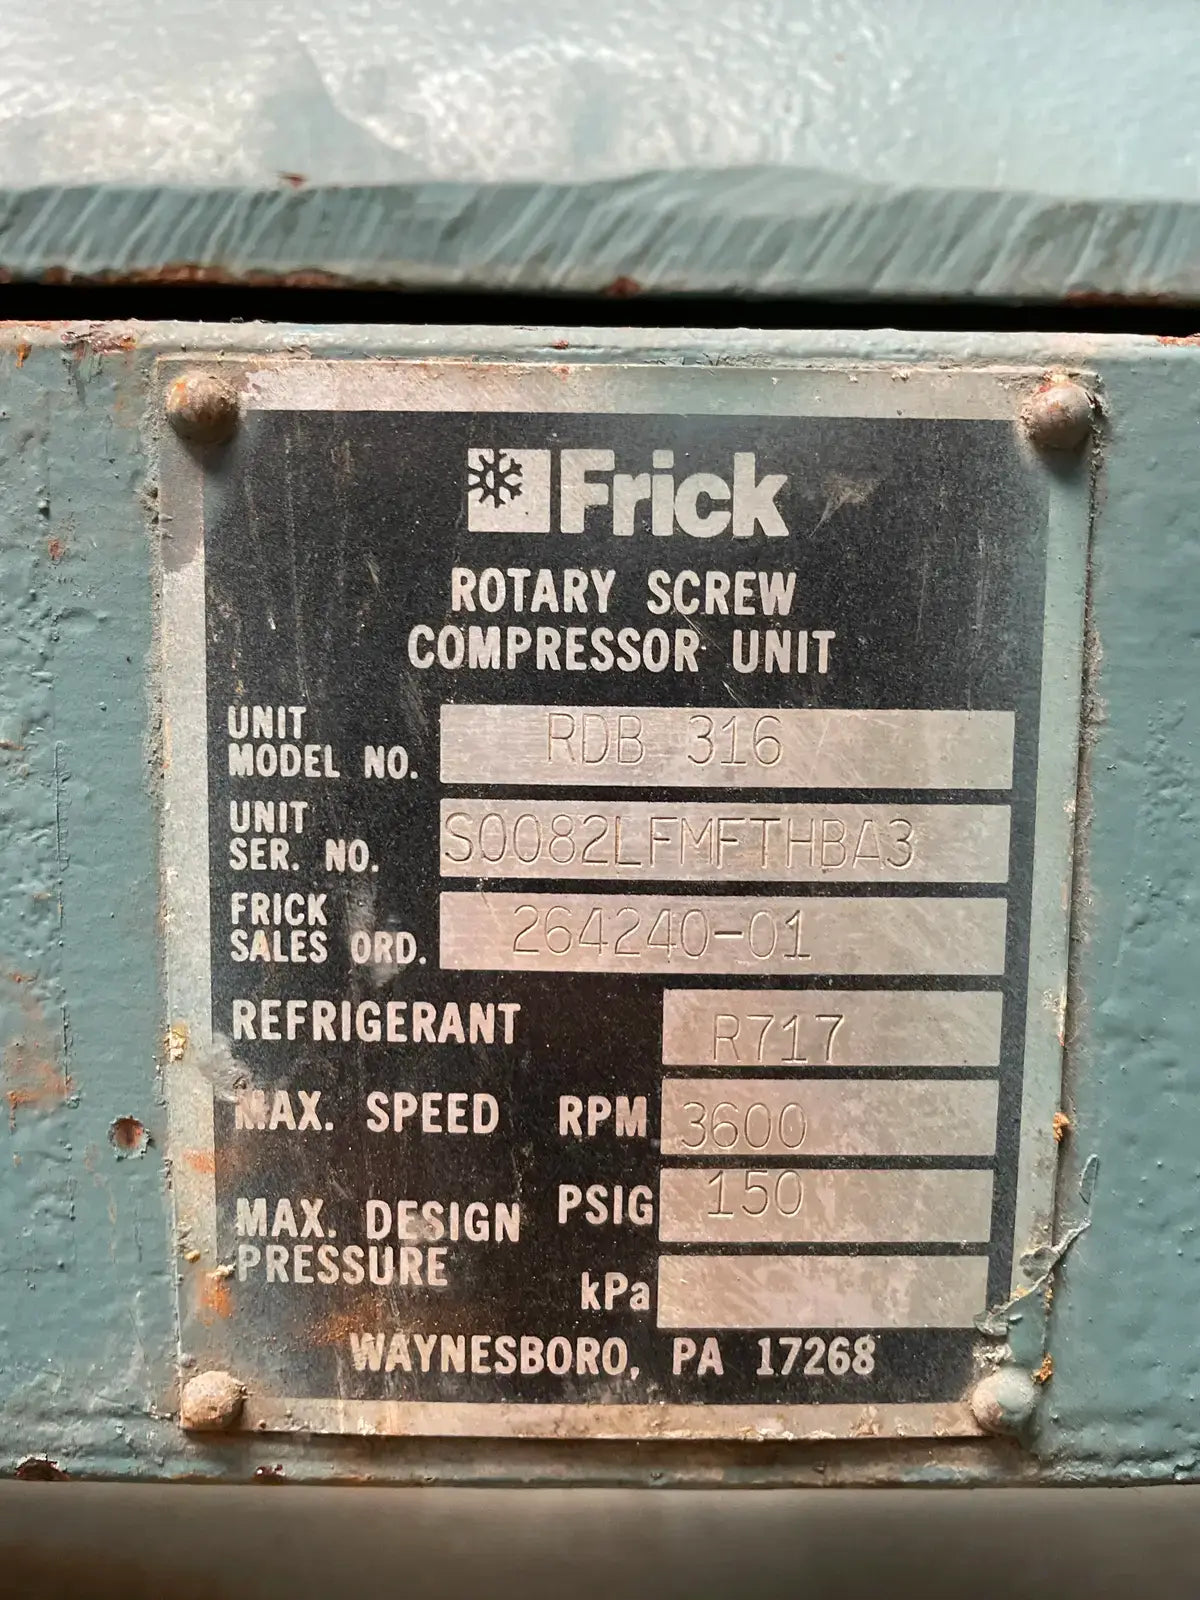 Frick
ROTARY SCREW
COMPRESSOR UNIT
UNIT
MODEL NO. RDB 316
UNIT
SER. NO. S0082LFMFTHBA3
FRICK
SALES ORD. 264240-01
REFRIGERANT R717
MAX. SPEED RPM 3600
MAX. DESIGN PSIG 150
PRESSURE
kPa
WAYNESBORO, PA 17268